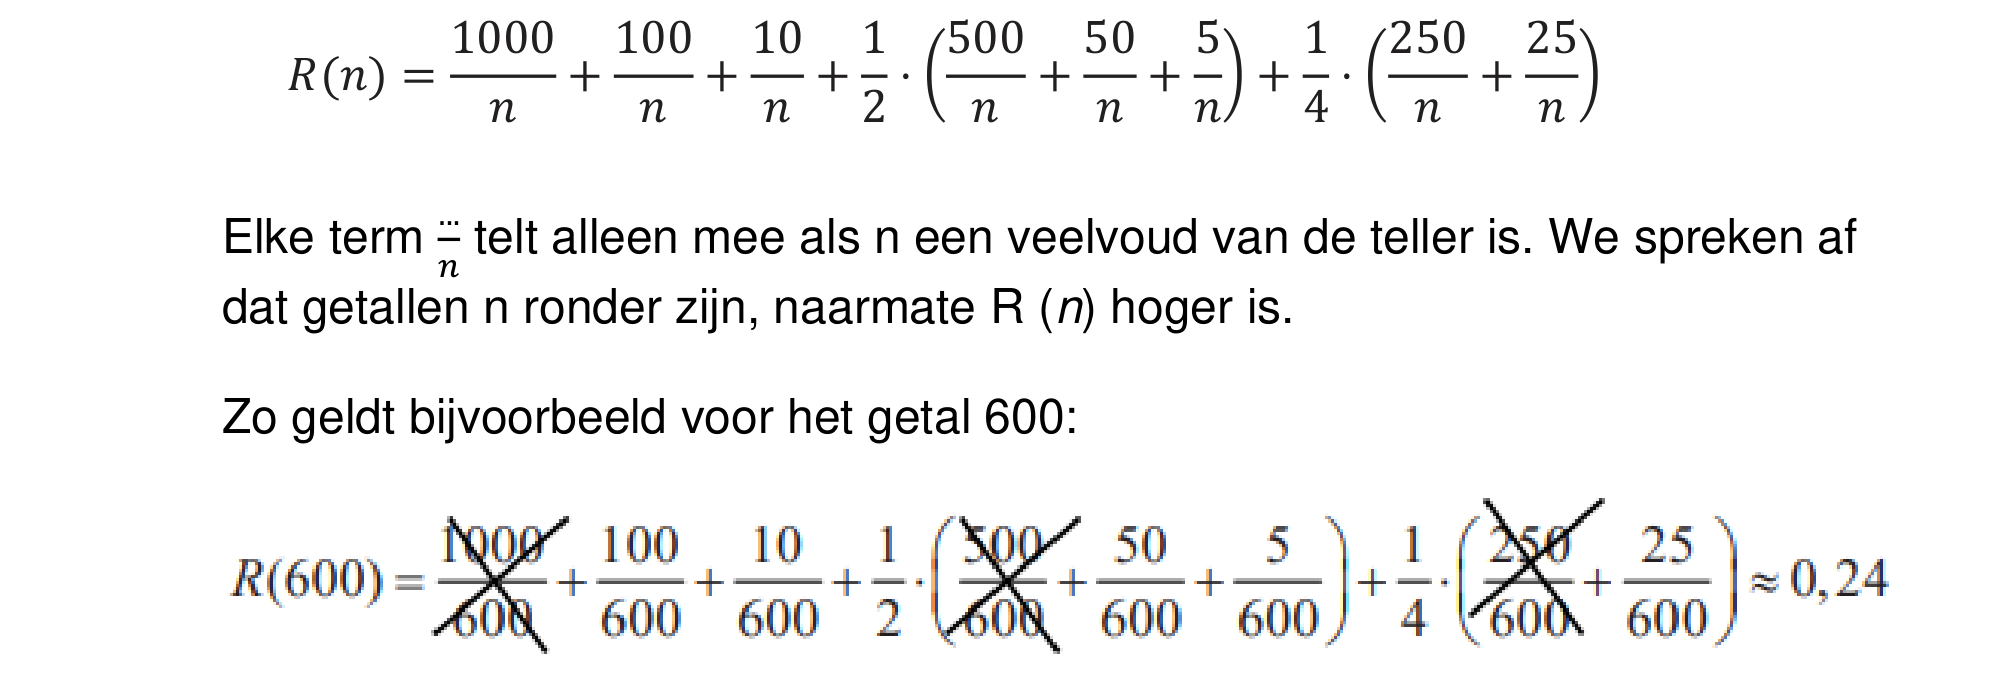 R(n) = 1000/n + 100/n + 10/n + 1/2 · (500/n + 50/n + 5/n) + 1/4 · (250/n + 25/n)
Elke term .../n telt alleen mee als n een veelvoud van de teller is. We spreken af
dat getallen n ronder zijn, naarmate R (n) hoger is.
Zo geldt bijvoorbeeld voor het getal 600:
R(600) = 1000/600 + 100/600 + 10/600 + 1/2 · (500/600 + 50/600 + 5/600) + 1/4 · (250/600 + 25/600) ≈ 0,24